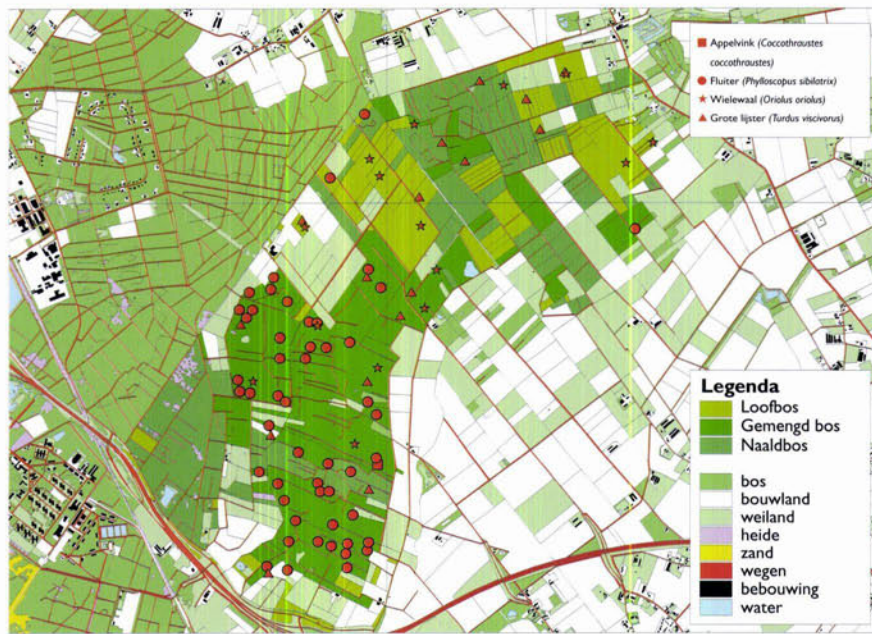 Appelvink (Coccothraustes
coccothraustes)
Fluiter (Phylloscopus sibilatrix)
Wielewaal (Oriolus oriolus)
Grote lijster (Turdus viscivorus)
Legenda
Loofbos
Gemengd bos
Naaldbos
bos
bouwland
weiland
heide
zand
wegen
bebouwing
water